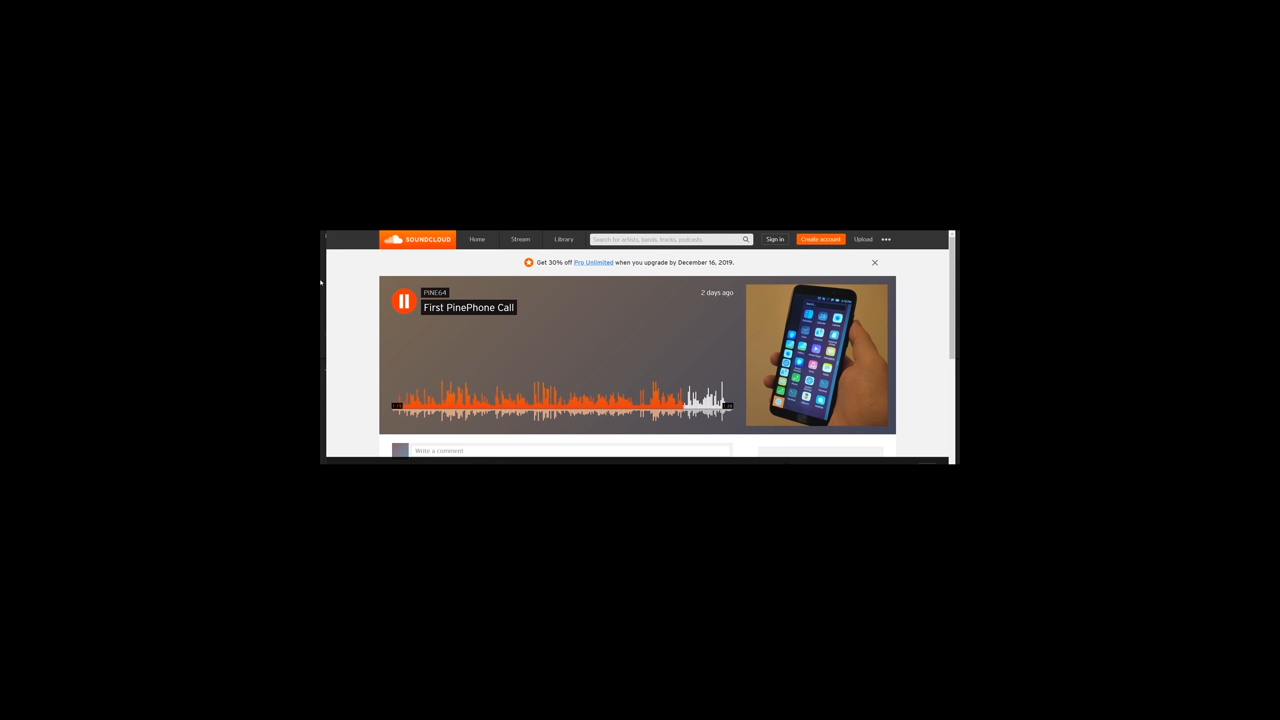 SOUNDCLOUD Home Stream Library Search for artists, bands, tracks, podcasts Sign in Create account Upload
Get 30% off Pro Unlimited when you upgrade by December 16, 2019.
PINE64
2 days ago
First PinePhone Call
Write a comment